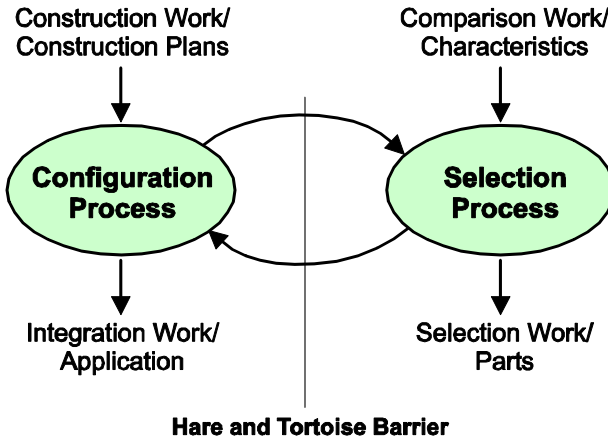 Construction Work/
Construction Plans
Comparison Work/
Characteristics
Configuration
Process
Selection
Process
Integration Work/
Application
Selection Work/
Parts
Hare and Tortoise Barrier